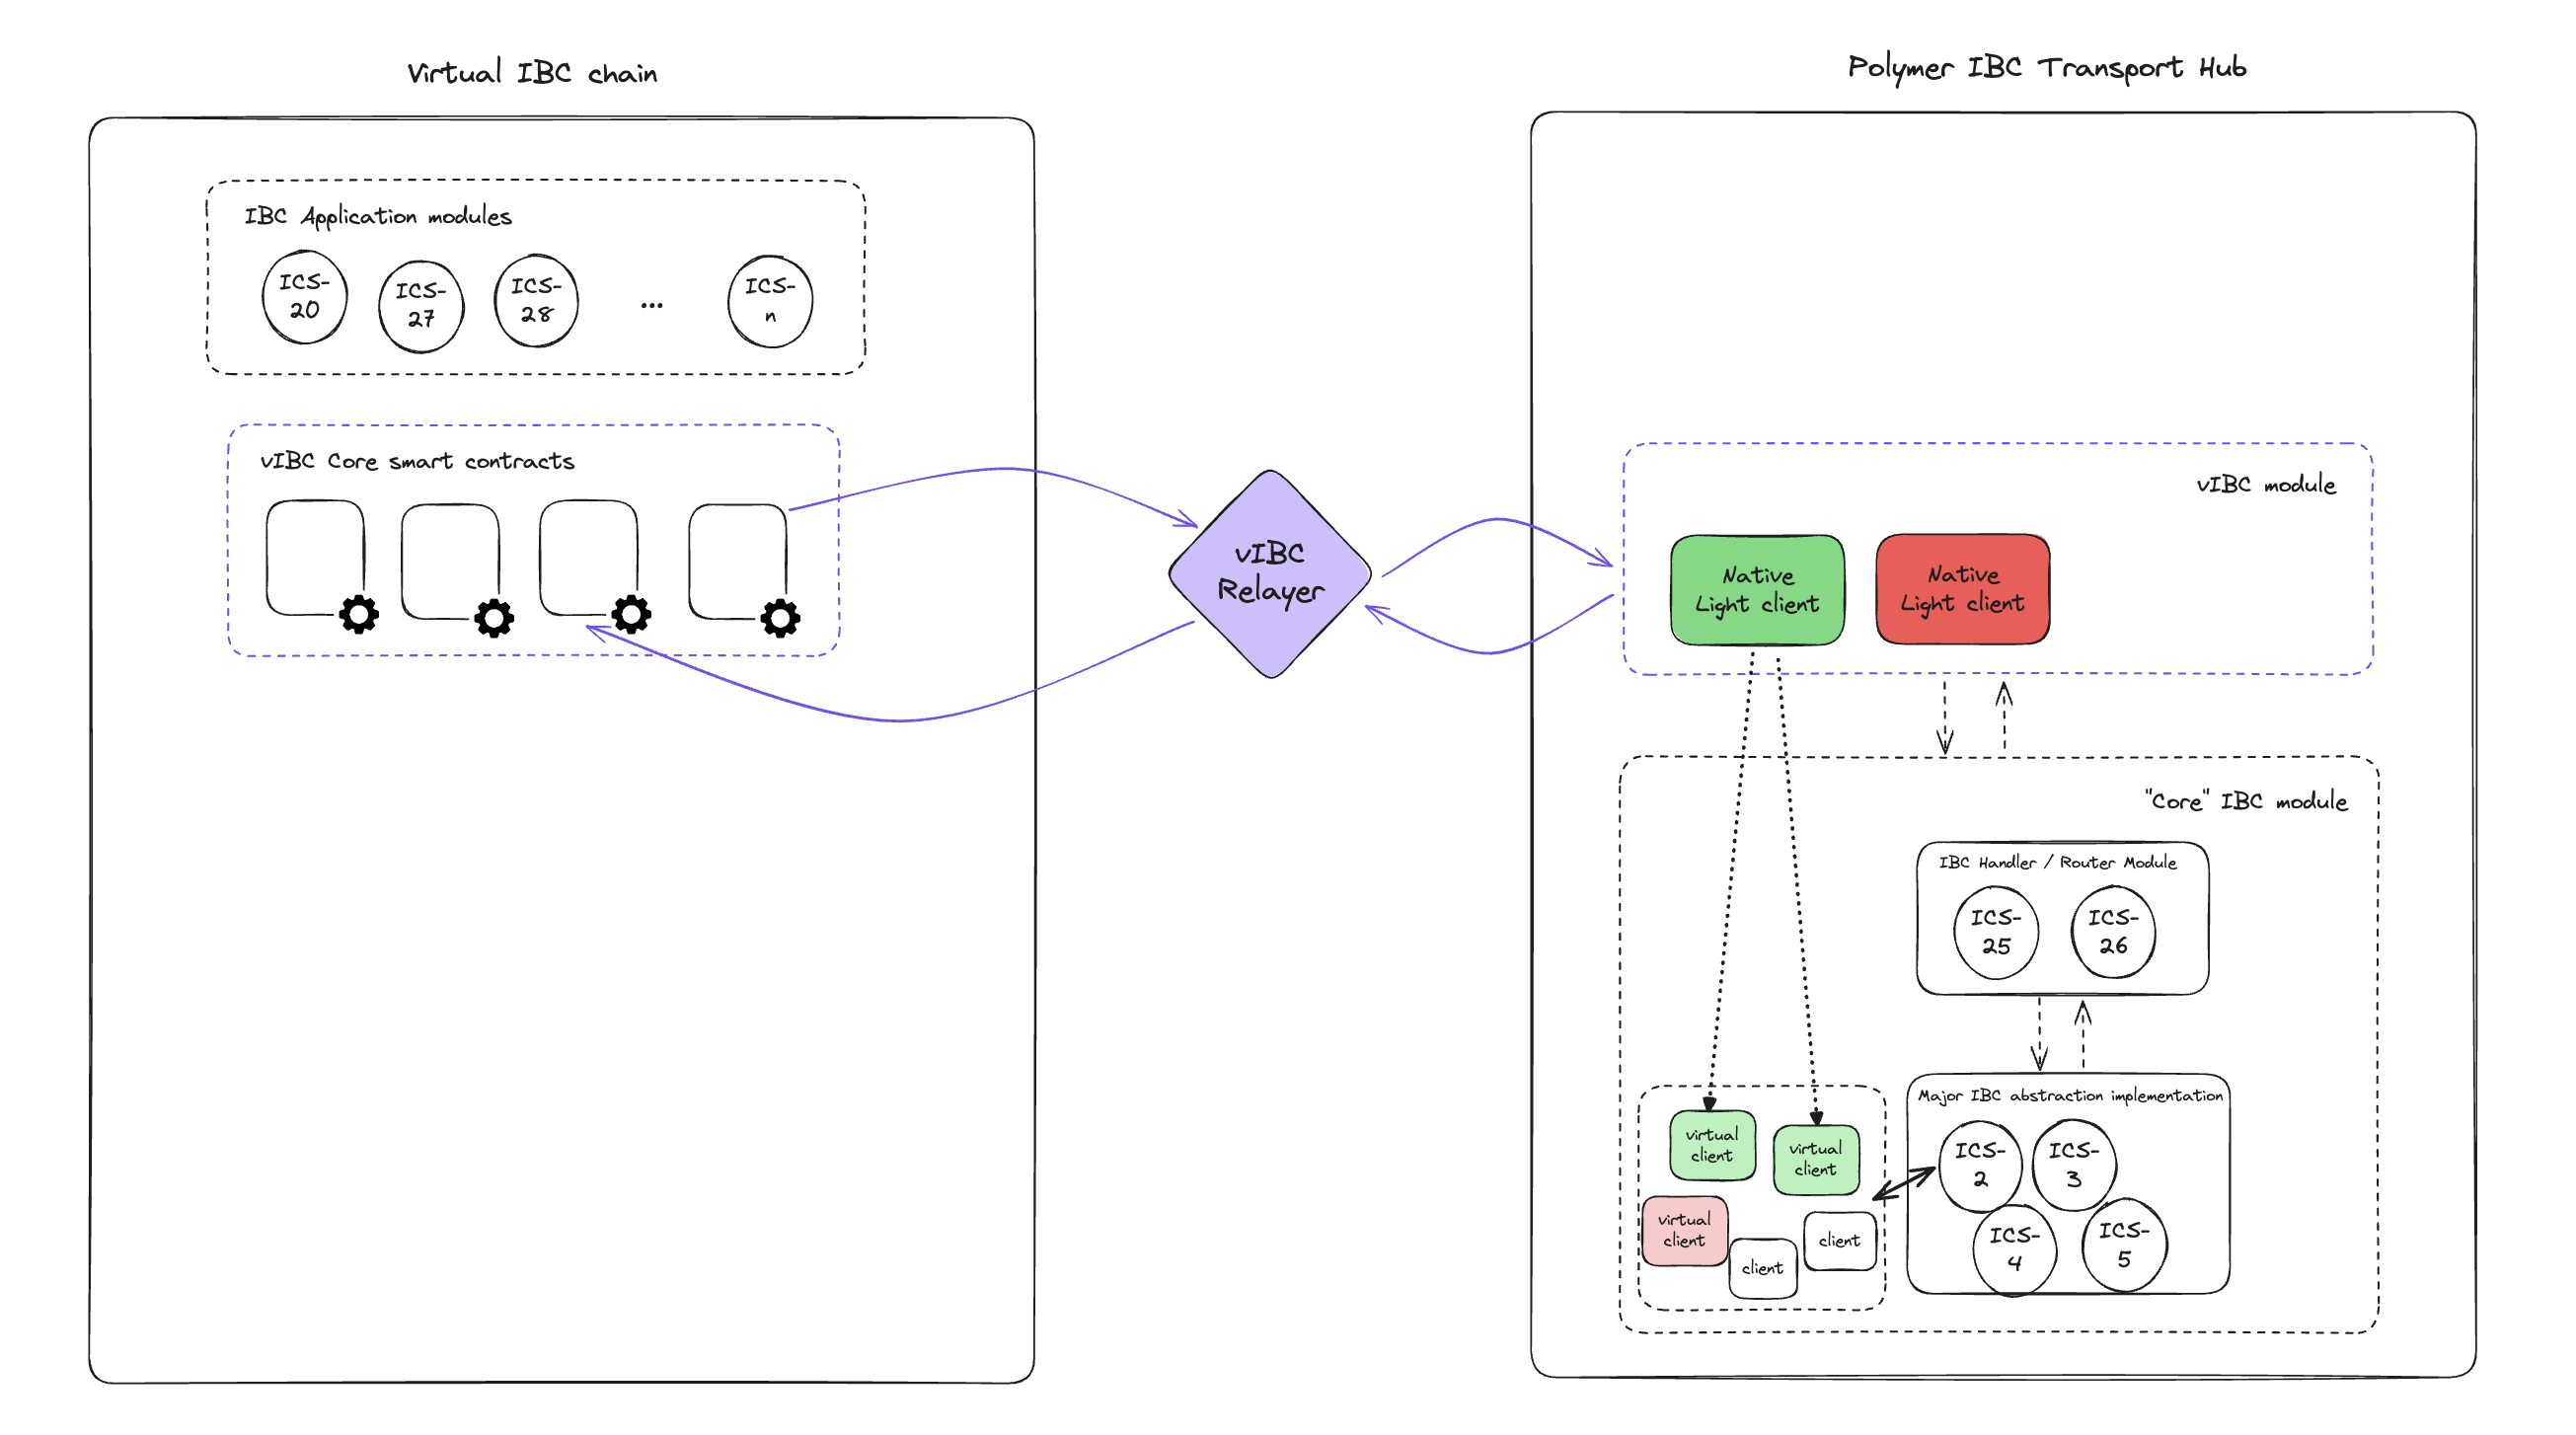 Virtual IBC chain
IBC Application modules
ICS-
20
ICS-
27
ICS-
28
...
ICS-
n
vIBC Core smart contracts
vIBC
Relayer
Polymer IBC Transport Hub
vIBC module
Native
Light client
Native
Light client
"Core" IBC module
IBC Handler / Router Module
ICS-
25
ICS-
26
Major IBC abstraction implementation
ICS-
2
ICS-
3
ICS-
4
ICS-
5
virtual
client
virtual
client
virtual
client
client
client